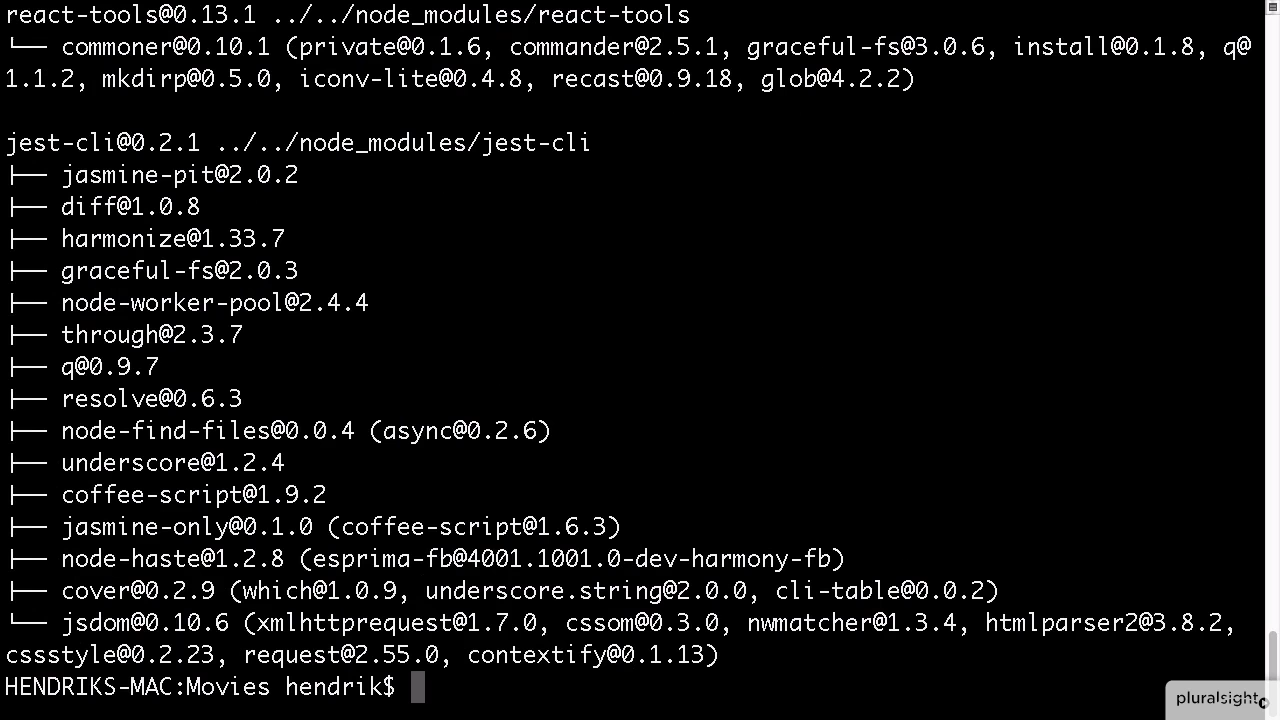 react-tools@0.13.1 ../../node_modules/react-tools
└── commoner@0.10.1 (private@0.1.6, commander@2.5.1, graceful-fs@3.0.6, install@0.1.8, q@
1.1.2, mkdirp@0.5.0, iconv-lite@0.4.8, recast@0.9.18, glob@4.2.2)

jest-cli@0.2.1 ../../node_modules/jest-cli
├── jasmine-pit@2.0.2
├── diff@1.0.8
├── harmonize@1.33.7
├── graceful-fs@2.0.3
├── node-worker-pool@2.4.4
├── through@2.3.7
├── q@0.9.7
├── resolve@0.6.3
├── node-find-files@0.0.4 (async@0.2.6)
├── underscore@1.2.4
├── coffee-script@1.9.2
├── jasmine-only@0.1.0 (coffee-script@1.6.3)
├── node-haste@1.2.8 (esprima-fb@4001.1001.0-dev-harmony-fb)
├── cover@0.2.9 (which@1.0.9, underscore.string@2.0.0, cli-table@0.0.2)
└── jsdom@0.10.6 (xmlhttprequest@1.7.0, cssom@0.3.0, nwmatcher@1.3.4, htmlparser2@3.8.2,
cssstyle@0.2.23, request@2.55.0, contextify@0.1.13)
HENDRIKS-MAC:Movies hendrik$
pluralsight